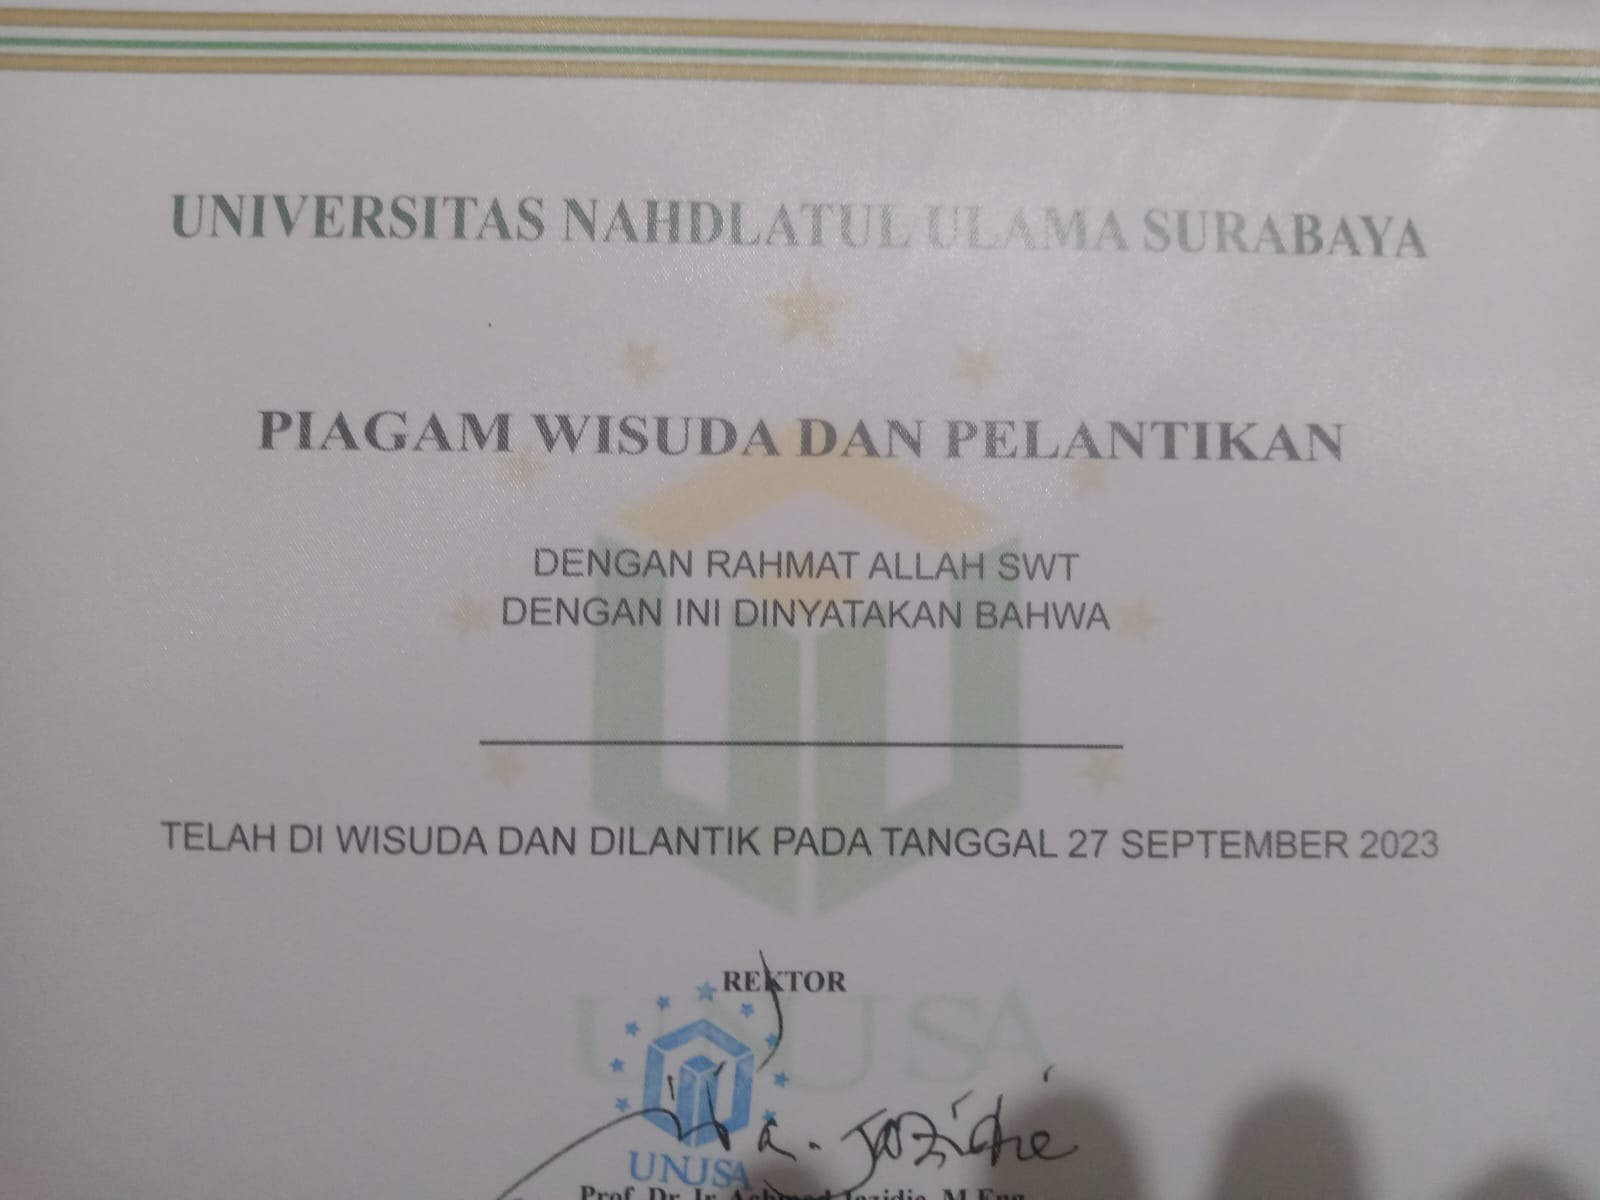 UNIVERSITAS NAHDLATUL ULAMA SURABAYA
PIAGAM WISUDA DAN PELANTIKAN
DENGAN RAHMAT ALLAH SWT
DENGAN INI DINYATAKAN BAHWA
TELAH DI WISUDA DAN DILANTIK PADA TANGGAL 27 SEPTEMBER 2023
REKTOR
UNUSA
UNUSA
Prof. Dr. Ir. Achmad Jazidie, M.Eng